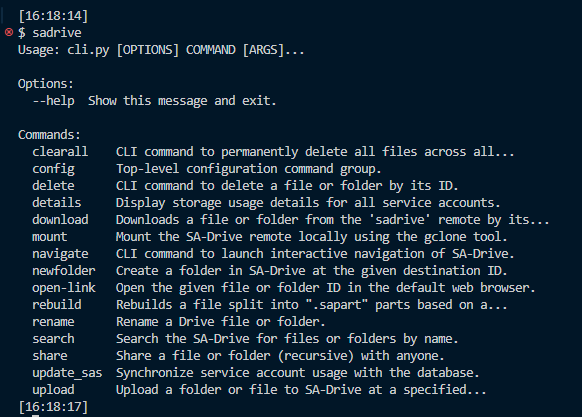 [16:18:14]
$ sadrive
Usage: cli.py [OPTIONS] COMMAND [ARGS]...

Options:
  --help  Show this message and exit.

Commands:
  clearall    CLI command to permanently delete all files across all...
  config      Top-level configuration command group.
  delete      CLI command to delete a file or folder by its ID.
  details     Display storage usage details for all service accounts.
  download    Downloads a file or folder from the 'sadrive' remote by its...
  mount       Mount the SA-Drive remote locally using the gclone tool.
  navigate    CLI command to launch interactive navigation of SA-Drive.
  newfolder   Create a folder in SA-Drive at the given destination ID.
  open-link   Open the given file or folder ID in the default web browser.
  rebuild     Rebuilds a file split into ".sapart" parts based on a...
  rename      Rename a Drive file or folder.
  search      Search the SA-Drive for files or folders by name.
  share       Share a file or folder (recursive) with anyone.
  update_sas  Synchronize service account usage with the database.
  upload      Upload a folder or file to SA-Drive at a specified...
[16:18:17]